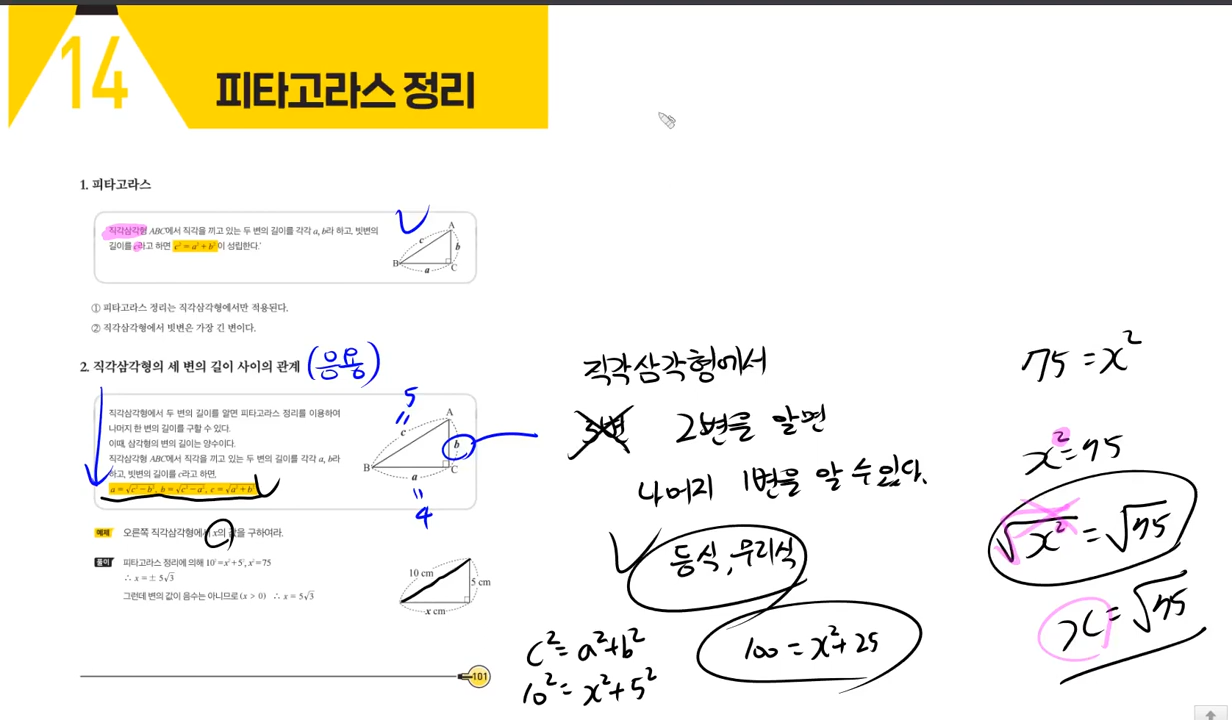 14
피타고라스 정리
1. 피타고라스
직각삼각형 ABC에서 직각을 끼고 있는 두 변의 길이를 각각 a, b라 하고, 빗변의
길이를 c라고 하면 c² = a² + b²이 성립한다.
A
c
b
B
a
C
① 피타고라스 정리는 직각삼각형에서만 적용된다.
② 직각삼각형에서 빗변은 가장 긴 변이다.
2. 직각삼각형의 세 변의 길이 사이의 관계 (응용)
직각삼각형에서 두 변의 길이를 알면 피타고라스 정리를 이용하여
나머지 한 변의 길이를 구할 수 있다.
이때, 삼각형의 변의 길이는 양수이다.
직각삼각형 ABC에서 직각을 끼고 있는 두 변의 길이를 각각 a, b라
하고, 빗변의 길이를 c라고 하면,
a = √c² − b², b = √c² − a², c = √a² + b²
5
A
c
b
B
a
C
4
예제 오른쪽 직각삼각형에서 x의 값을 구하여라.
풀이 피타고라스 정리에 의해 10² = x² + 5², x² = 75
∴ x = ± 5√3
그런데 변의 값이 음수는 아니므로 (x > 0) ∴ x = 5√3
10 cm
5 cm
x cm
101
직각삼각형에서
2변을 알면
나머지 1변을 알 수 있다.
등식, 무리식
c² = a² + b²
10² = x² + 5²
100 = x² + 25
75 = x²
x² = 75
√x² = √75
x = √75